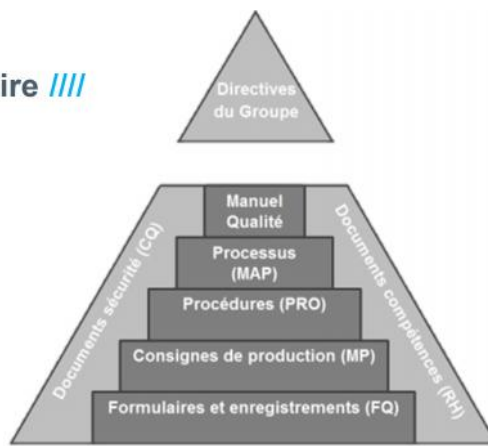 ire ////
Directives
du Groupe
Manuel
Qualité
Processus
(MAP)
Procédures (PRO)
Consignes de production (MP)
Formulaires et enregistrements (FQ)
Documents sécurité (CQ)
Documents compétences (RH)